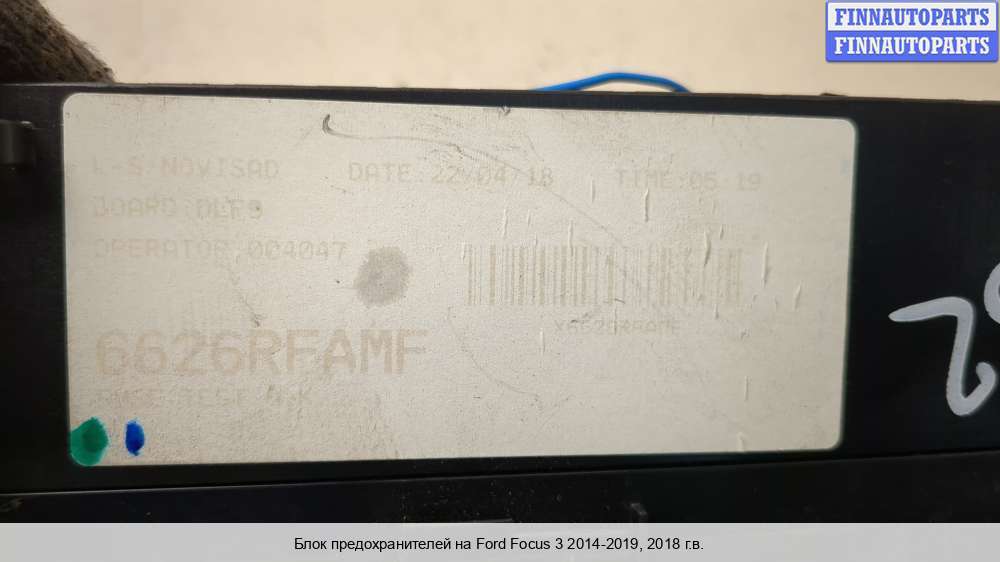 FINNAUTOPARTS
FINNAUTOPARTS
L-S/NOVISAD DATE:22/04/18 TIME:05 19
BOARD:DLF9
OPERATOR:004047
6626RFAMF
Блок предохранителей на Ford Focus 3 2014-2019, 2018 г.в.